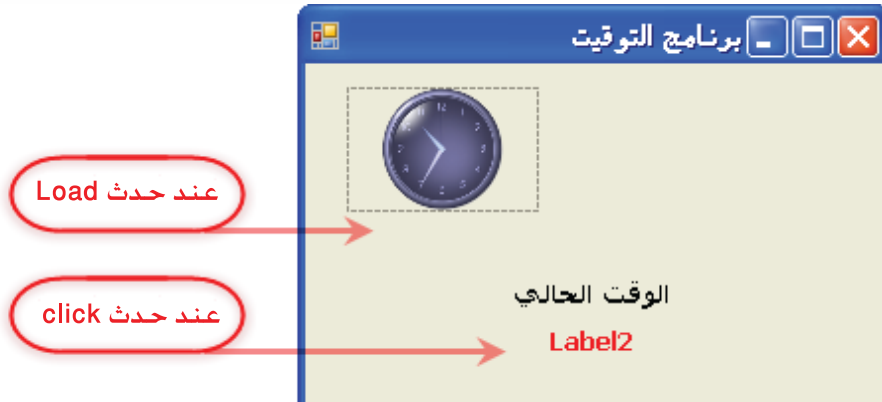 برنامج التوقيت
عند حدث Load
عند حدث click
الوقت الحالي
Label2